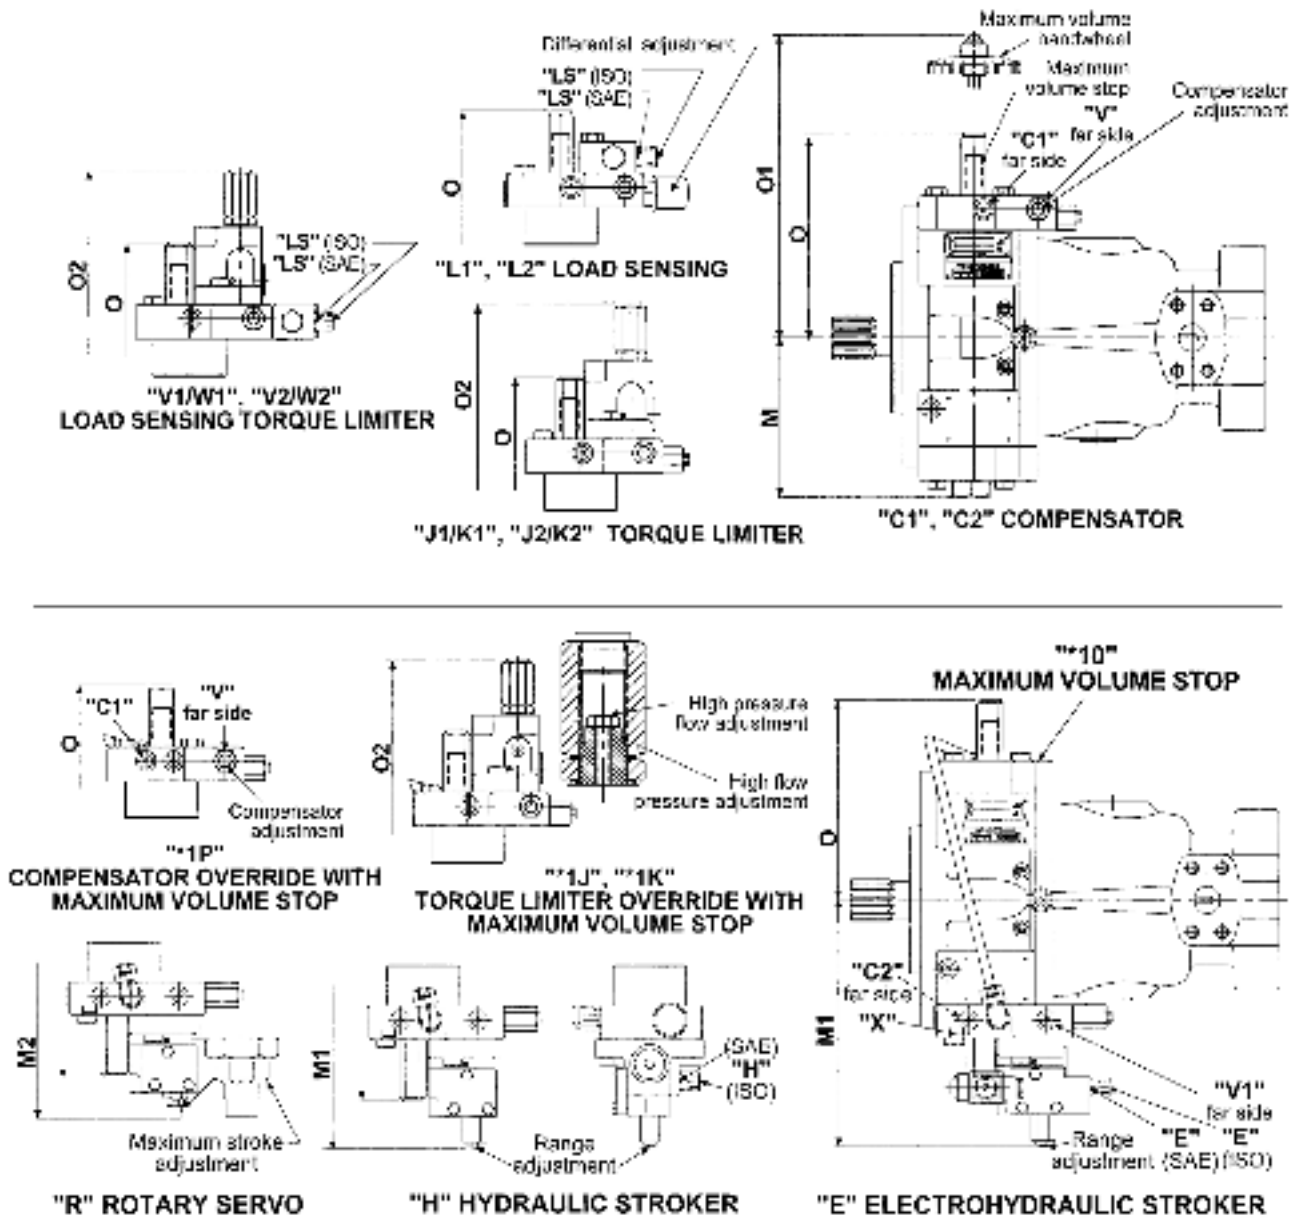 Maximum volume
handwheel
Differential adjustment
"LS" (ISO)
"LS" (SAE)
Maximum
volume stop
"V"
far side
"C1"
far side
Compensator
adjustment
O1
O
O
M
"L1", "L2" LOAD SENSING
"LS" (ISO)
"LS" (SAE)
O2
O
"V1/W1", "V2/W2"
LOAD SENSING TORQUE LIMITER
O2
O
"J1/K1", "J2/K2" TORQUE LIMITER
"C1", "C2" COMPENSATOR
"C1"
"V"
far side
O
Compensator
adjustment
"*1P"
COMPENSATOR OVERRIDE WITH
MAXIMUM VOLUME STOP
O2
High pressure
flow adjustment
High flow
pressure adjustment
"*1J", "*1K"
TORQUE LIMITER OVERRIDE WITH
MAXIMUM VOLUME STOP
"*10"
MAXIMUM VOLUME STOP
O
M2
Maximum stroke
adjustment
"R" ROTARY SERVO
M1
(SAE)
"H"
(ISO)
Range
adjustment
"H" HYDRAULIC STROKER
"C2"
far side
"X"
M1
"V1"
far side
"E" "E"
Range
adjustment (SAE) (ISO)
"E" ELECTROHYDRAULIC STROKER